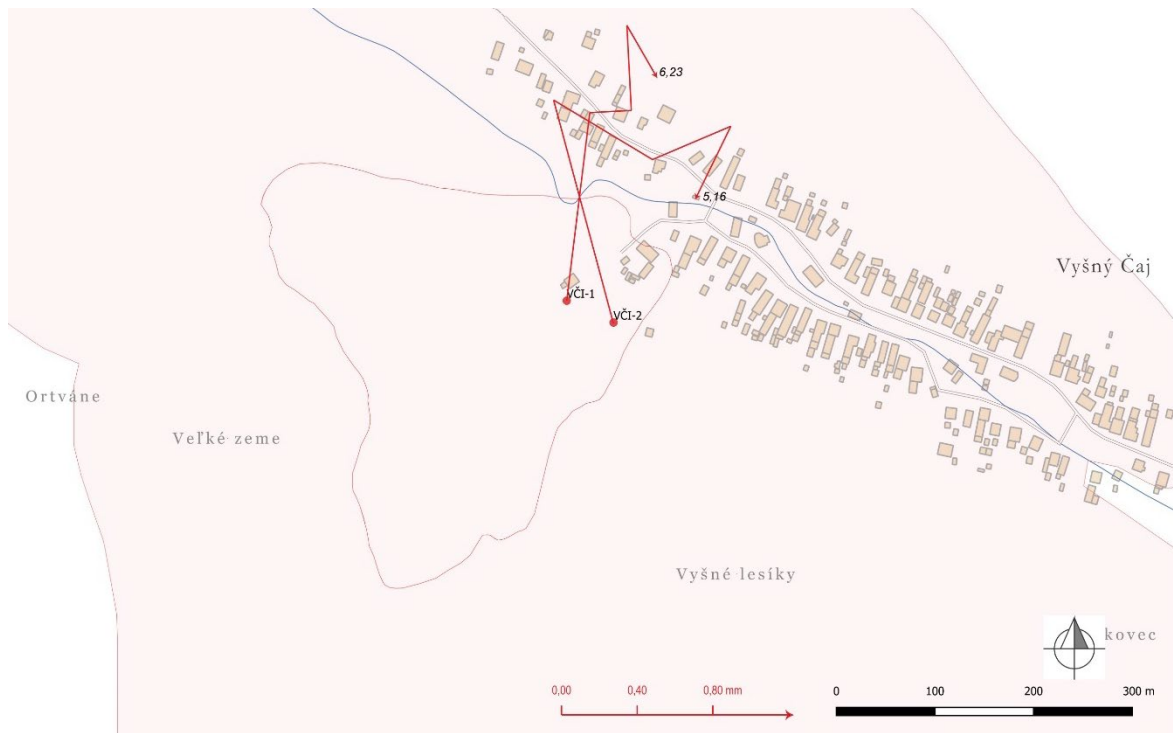 6,23
5,16
Vyšný Čaj
VČI-1
VČI-2
Ortváne
Veľké zeme
Vyšné lesíky
kovec
0,00 0,40 0,80 mm
0 100 200 300 m